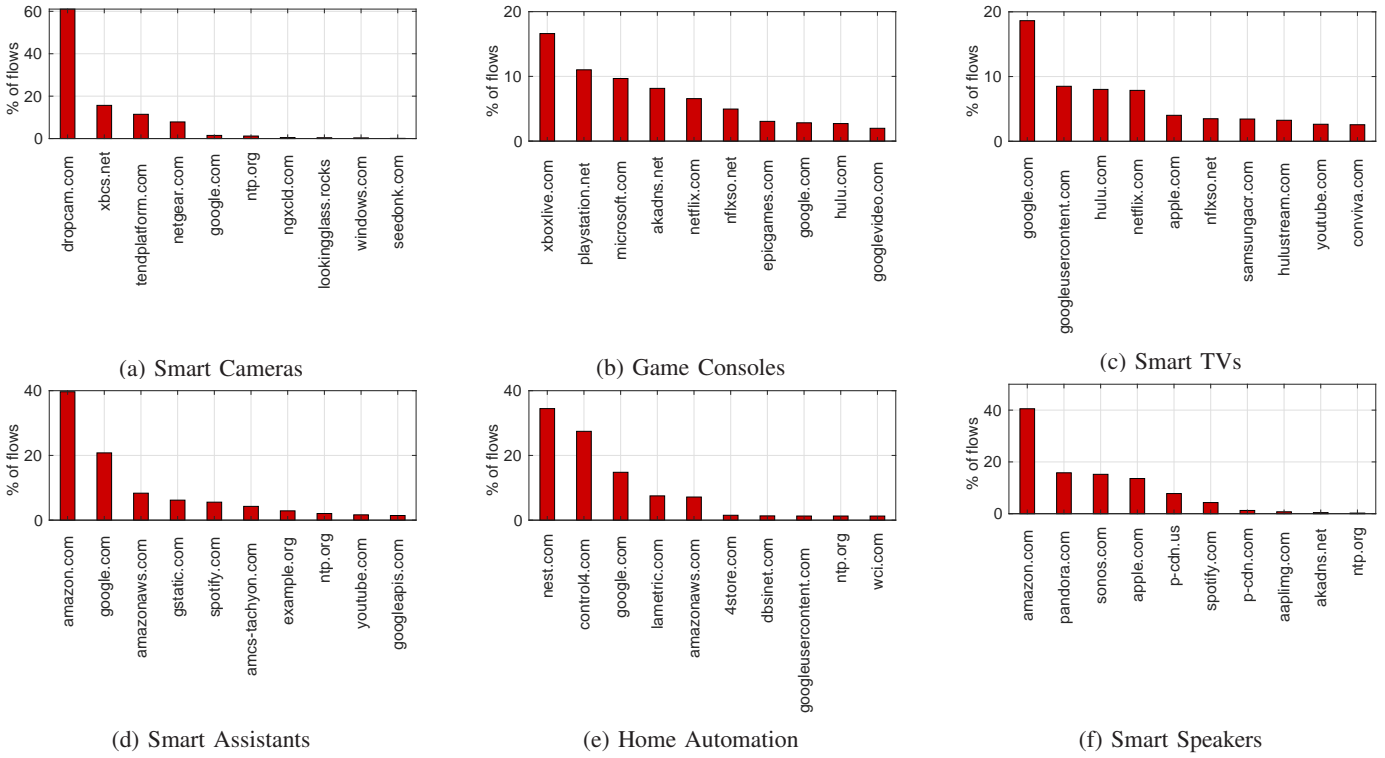 % of flows
60
40
20
0
dropcam.com
xbcs.net
tendplatform.com
netgear.com
google.com
ntp.org
ngxcld.com
lookingglass.rocks
windows.com
seedonk.com
(a) Smart Cameras
% of flows
20
10
0
xboxlive.com
playstation.net
microsoft.com
akadns.net
netflix.com
nflxso.net
epicgames.com
google.com
hulu.com
googlevideo.com
(b) Game Consoles
% of flows
20
10
0
google.com
googleusercontent.com
hulu.com
netflix.com
apple.com
nflxso.net
samsungacr.com
hulustream.com
youtube.com
conviva.com
(c) Smart TVs
% of flows
40
20
0
amazon.com
google.com
amazonaws.com
gstatic.com
spotify.com
amcs-tachyon.com
example.org
ntp.org
youtube.com
googleapis.com
(d) Smart Assistants
% of flows
40
20
0
nest.com
control4.com
google.com
lametric.com
amazonaws.com
4store.com
dbsinet.com
googleusercontent.com
ntp.org
wci.com
(e) Home Automation
% of flows
40
20
0
amazon.com
pandora.com
sonos.com
apple.com
p-cdn.us
spotify.com
p-cdn.com
aaplimg.com
akadns.net
ntp.org
(f) Smart Speakers